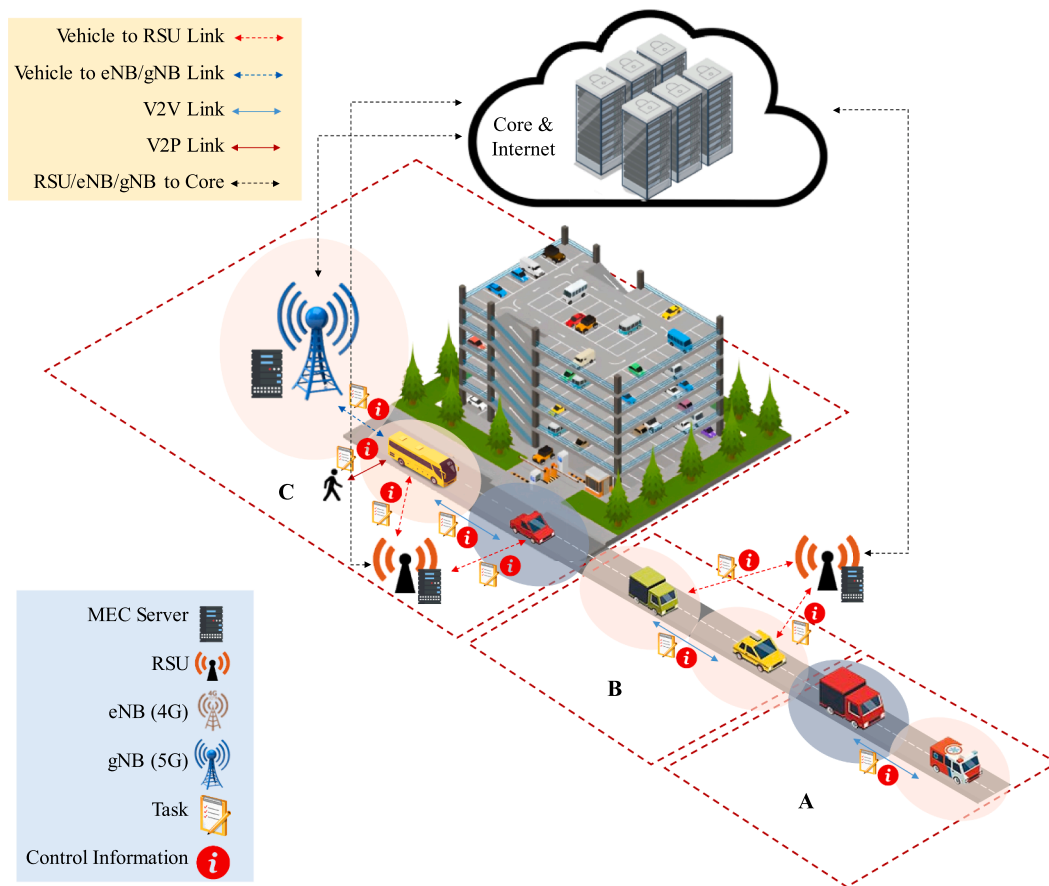 Vehicle to RSU Link
Vehicle to eNB/gNB Link
V2V Link
V2P Link
RSU/eNB/gNB to Core
Core &
Internet
C
B
A
MEC Server
RSU
eNB (4G)
4G
gNB (5G)
Task
Control Information